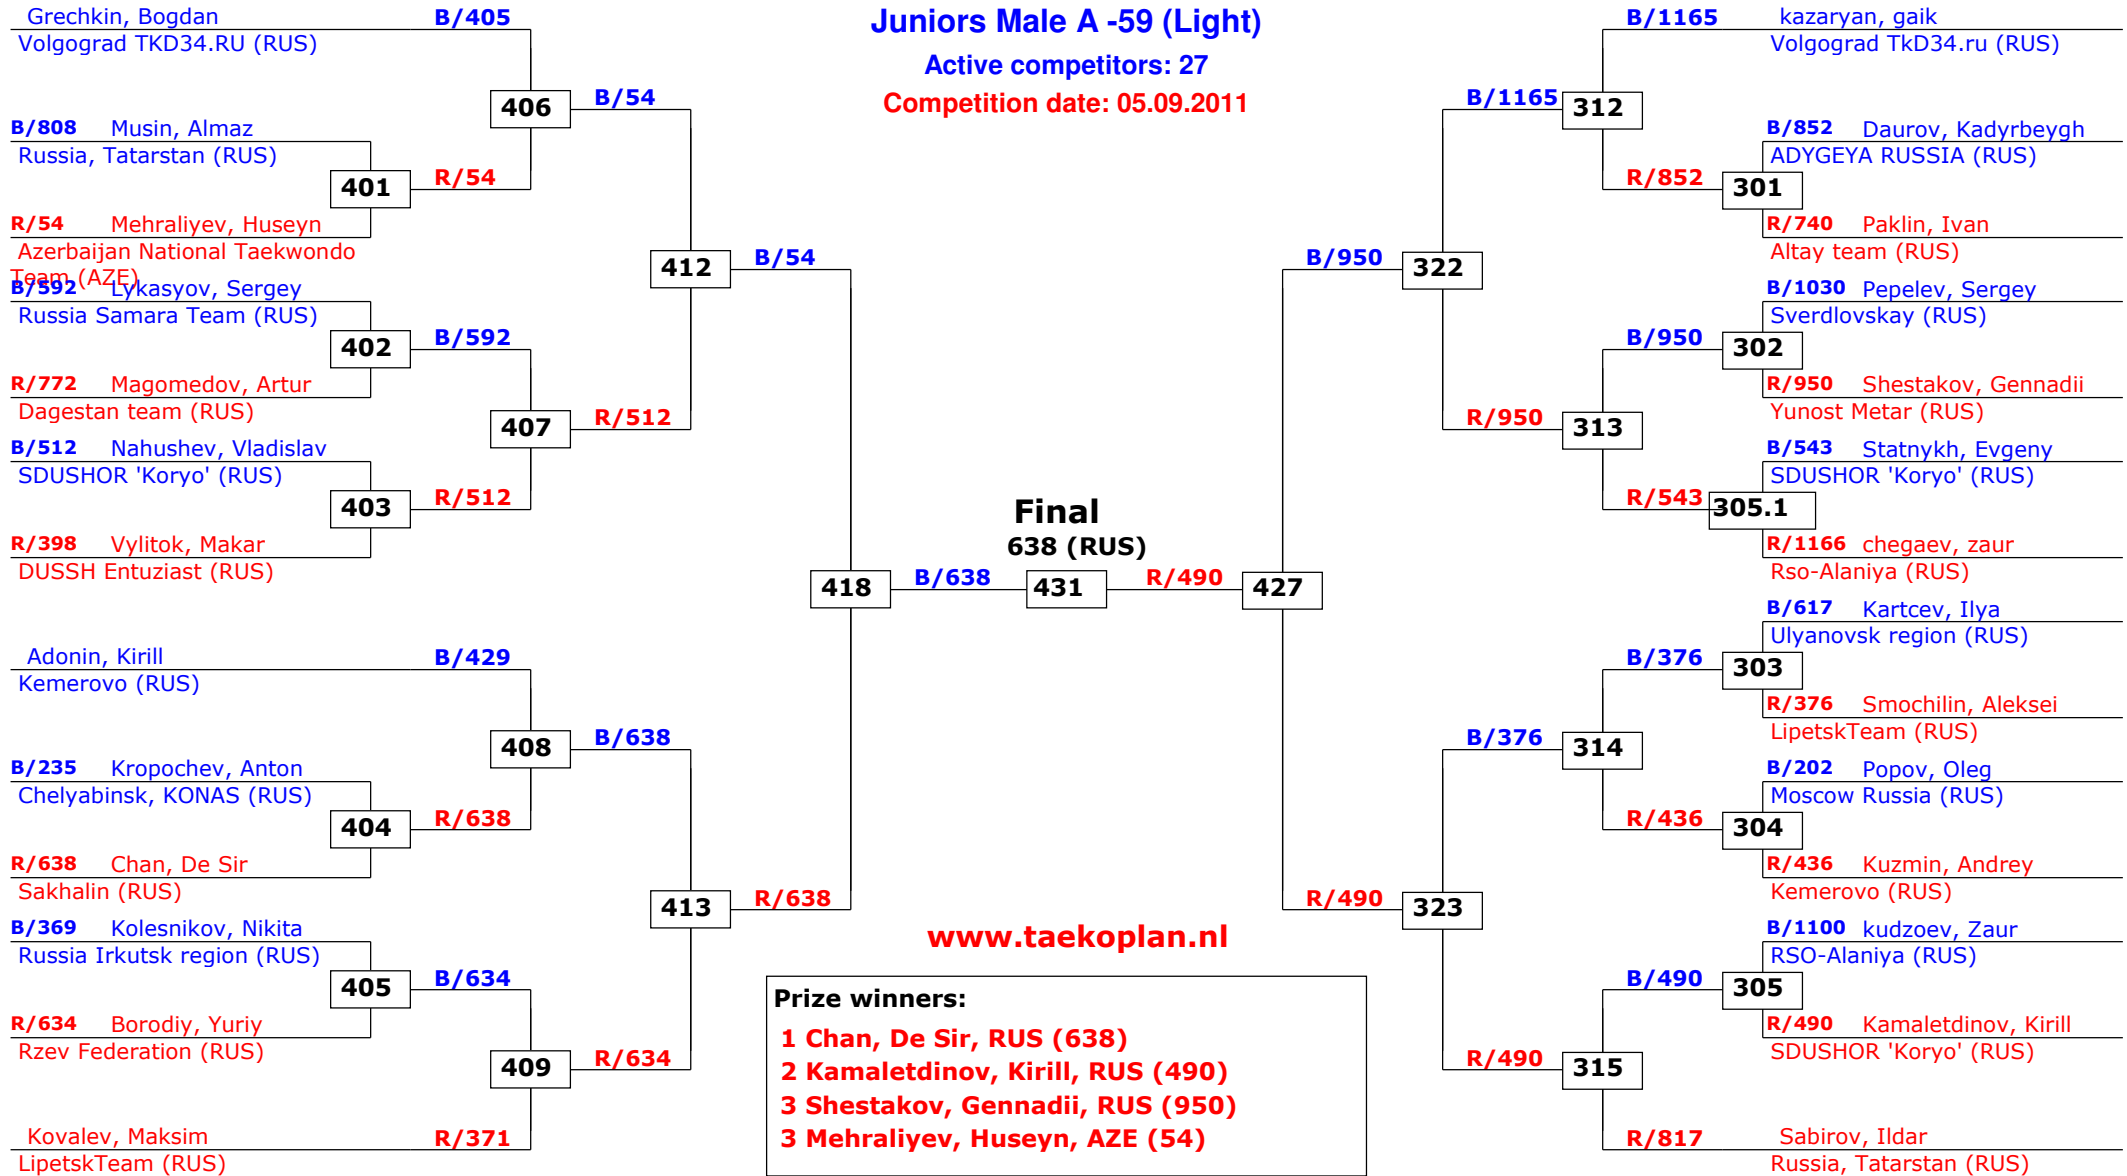 Juniors Male A -59 (Light)
Active competitors: 27
Competition date: 05.09.2011
Grechkin, Bogdan
B/405
Volgograd TKD34.RU (RUS)
406
B/54
B/808 Musin, Almaz
Russia, Tatarstan (RUS)
401
R/54
R/54 Mehraliyev, Huseyn
Azerbaijan National Taekwondo
Team (AZE)
412
B/54
B/592 Lykasyov, Sergey
Russia Samara Team (RUS)
402
B/592
R/772 Magomedov, Artur
Dagestan team (RUS)
407
R/512
B/512 Nahushev, Vladislav
SDUSHOR 'Koryo' (RUS)
403
R/512
R/398 Vylitok, Makar
DUSSH Entuziast (RUS)
418
B/638
Adonin, Kirill
B/429
Kemerovo (RUS)
408
B/638
B/235 Kropochev, Anton
Chelyabinsk, KONAS (RUS)
404
R/638
R/638 Chan, De Sir
Sakhalin (RUS)
413
R/638
B/369 Kolesnikov, Nikita
Russia Irkutsk region (RUS)
405
B/634
R/634 Borodiy, Yuriy
Rzev Federation (RUS)
409
R/634
Kovalev, Maksim
R/371
LipetskTeam (RUS)
Final
638 (RUS)
431
R/490
427
B/1165
kazaryan, gaik
Volgograd TkD34.ru (RUS)
B/1165
312
B/852 Daurov, Kadyrbeygh
ADYGEYA RUSSIA (RUS)
R/852
301
R/740 Paklin, Ivan
Altay team (RUS)
B/950
322
B/1030 Pepelev, Sergey
Sverdlovskay (RUS)
B/950
302
R/950 Shestakov, Gennadii
Yunost Metar (RUS)
R/950
313
B/543 Statnykh, Evgeny
SDUSHOR 'Koryo' (RUS)
R/543
305.1
R/1166 chegaev, zaur
Rso-Alaniya (RUS)
B/617 Kartcev, Ilya
Ulyanovsk region (RUS)
B/376
303
R/376 Smochilin, Aleksei
LipetskTeam (RUS)
B/376
314
B/202 Popov, Oleg
Moscow Russia (RUS)
R/436
304
R/436 Kuzmin, Andrey
Kemerovo (RUS)
R/490
323
B/1100 kudzoev, Zaur
RSO-Alaniya (RUS)
B/490
305
R/490 Kamaletdinov, Kirill
SDUSHOR 'Koryo' (RUS)
R/490
315
R/817
Sabirov, Ildar
Russia, Tatarstan (RUS)
www.taekoplan.nl
Prize winners:
1 Chan, De Sir, RUS (638)
2 Kamaletdinov, Kirill, RUS (490)
3 Shestakov, Gennadii, RUS (950)
3 Mehraliyev, Huseyn, AZE (54)